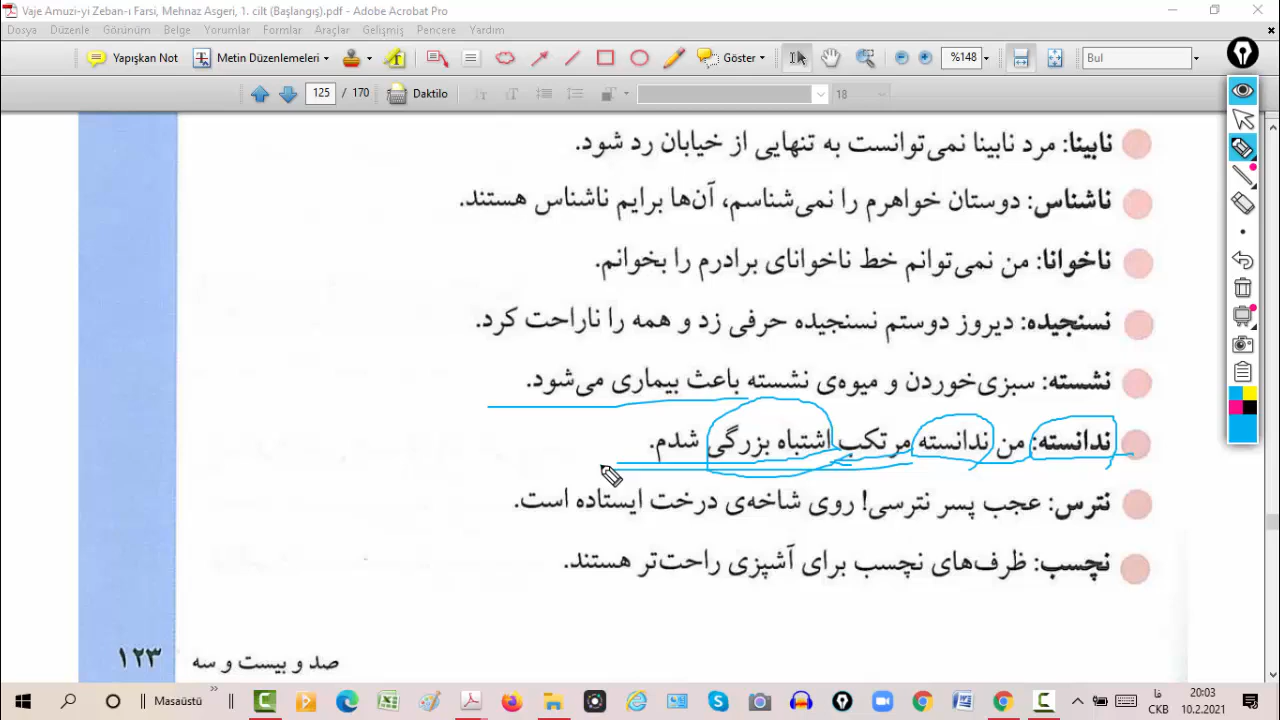 Vaje Amuzi-yi Zeban-ı Farsi, Mehnaz Asgeri, 1. cilt (Başlangış).pdf - Adobe Acrobat Pro
Dosya Düzenle Görünüm Belge Yorumlar Formlar Araçlar Gelişmiş Pencere Yardım
Yapışkan Not Metin Düzenlemeleri Göster %148 Bul
125 / 170 Daktilo 18
نابینا: مرد نابینا نمی‌توانست به تنهایی از خیابان رد شود.
ناشناس: دوستان خواهرم را نمی‌شناسم، آن‌ها برایم ناشناس هستند.
ناخوانا: من نمی‌توانم خط ناخوانای برادرم را بخوانم.
نسنجیده: دیروز دوستم نسنجیده حرفی زد و همه را ناراحت کرد.
نشسته: سبزی‌خوردن و میوه‌ی نشسته باعث بیماری می‌شود.
ندانسته: من ندانسته مرتکب اشتباه بزرگی شدم.
نترس: عجب پسر نترسی! روی شاخه‌ی درخت ایستاده است.
نچسب: ظرف‌های نچسب برای آشپزی راحت‌تر هستند.
صد و بیست و سه ۱۲۳
Masaüstü فا 20:03
CKB 10.2.2021